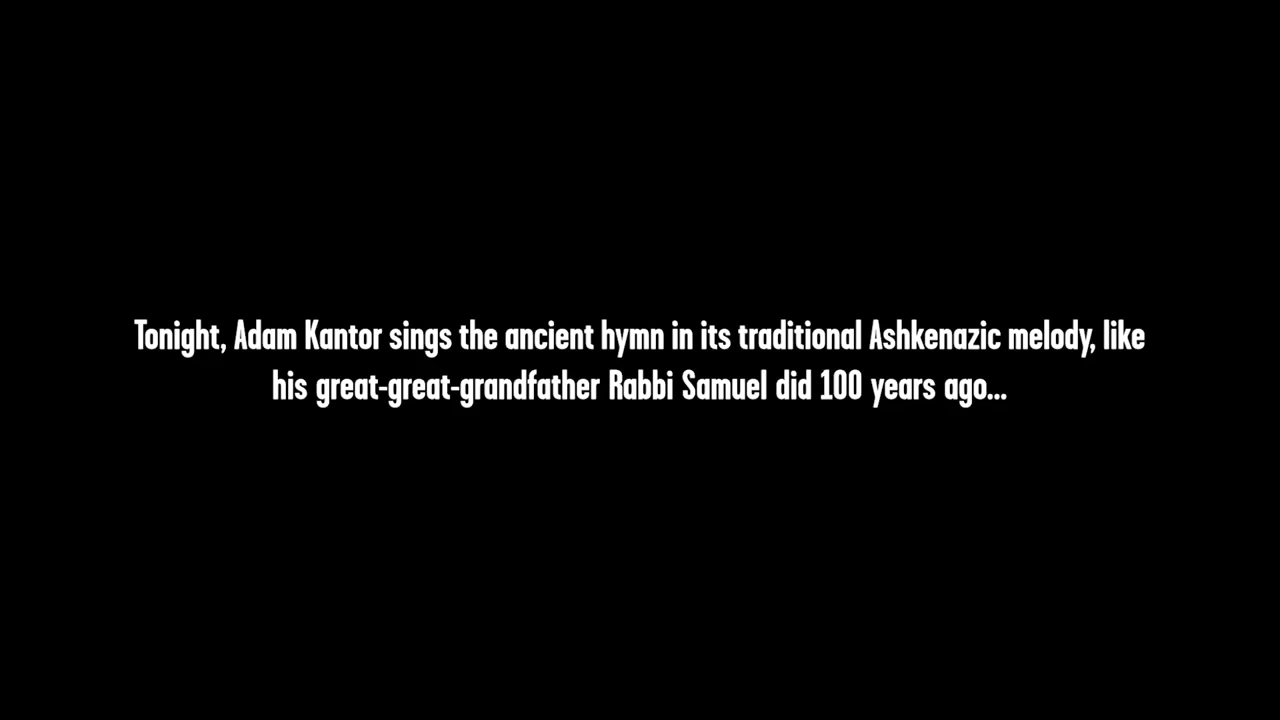 Tonight, Adam Kantor sings the ancient hymn in its traditional Ashkenazic melody, like
his great-great-grandfather Rabbi Samuel did 100 years ago...